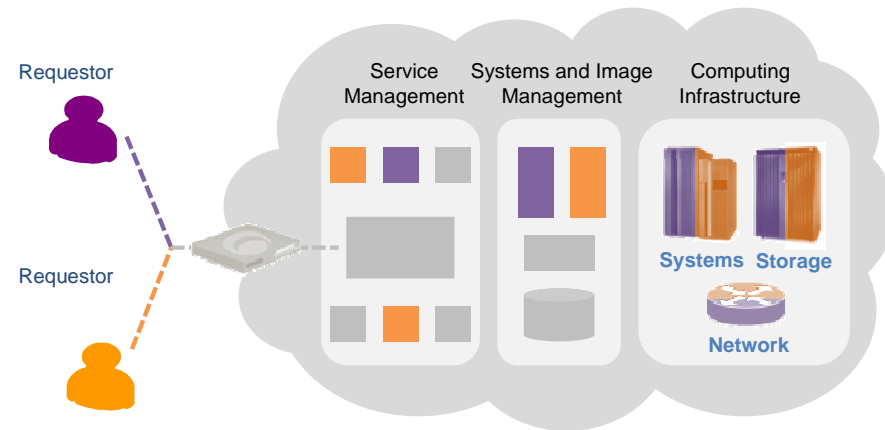 Requestor
Service
Management
Systems and Image
Management
Computing
Infrastructure
Systems
Storage
Requestor
Network